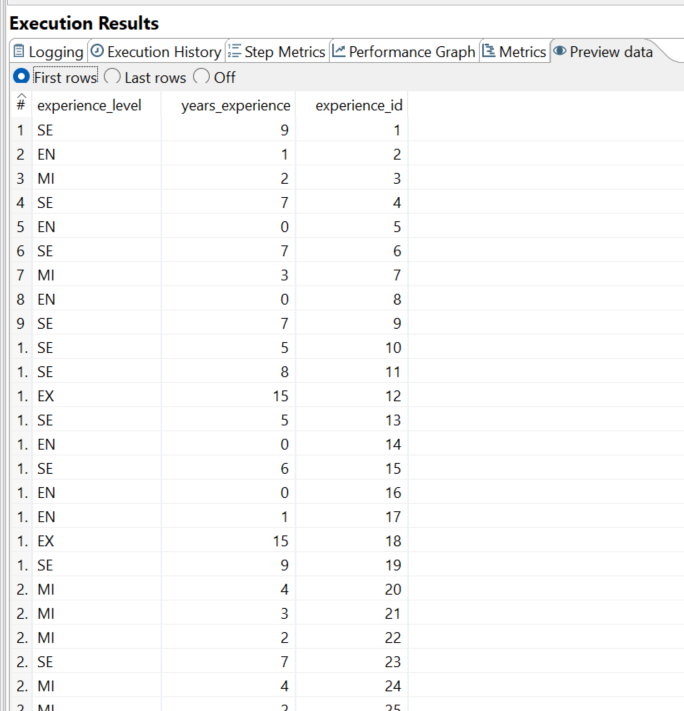 Execution Results
Logging Execution History Step Metrics Performance Graph Metrics Preview data
First rows Last rows Off
# experience_level years_experience experience_id
1 SE 9 1
2 EN 1 2
3 MI 2 3
4 SE 7 4
5 EN 0 5
6 SE 7 6
7 MI 3 7
8 EN 0 8
9 SE 7 9
1. SE 5 10
1. SE 8 11
1. EX 15 12
1. SE 5 13
1. EN 0 14
1. SE 6 15
1. EN 0 16
1. EN 1 17
1. EX 15 18
1. SE 9 19
2. MI 4 20
2. MI 3 21
2. MI 2 22
2. SE 7 23
2. MI 4 24
2. MI 2 25